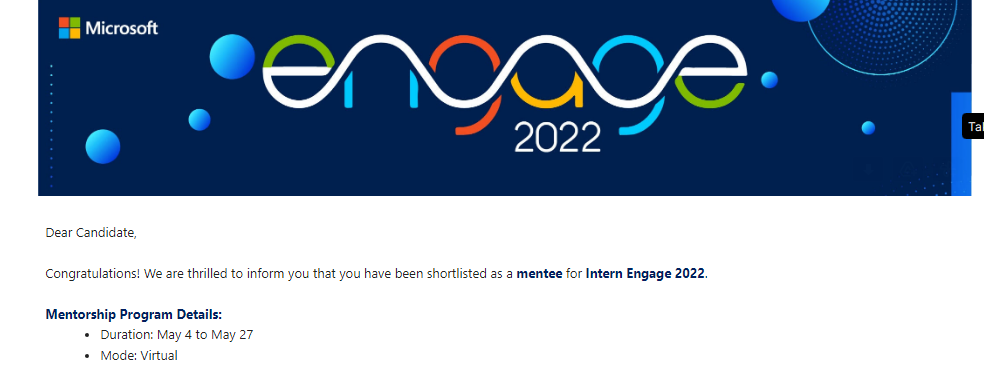 Microsoft
engage
2022
Tal
Dear Candidate,
Congratulations! We are thrilled to inform you that you have been shortlisted as a mentee for Intern Engage 2022.
Mentorship Program Details:
• Duration: May 4 to May 27
• Mode: Virtual